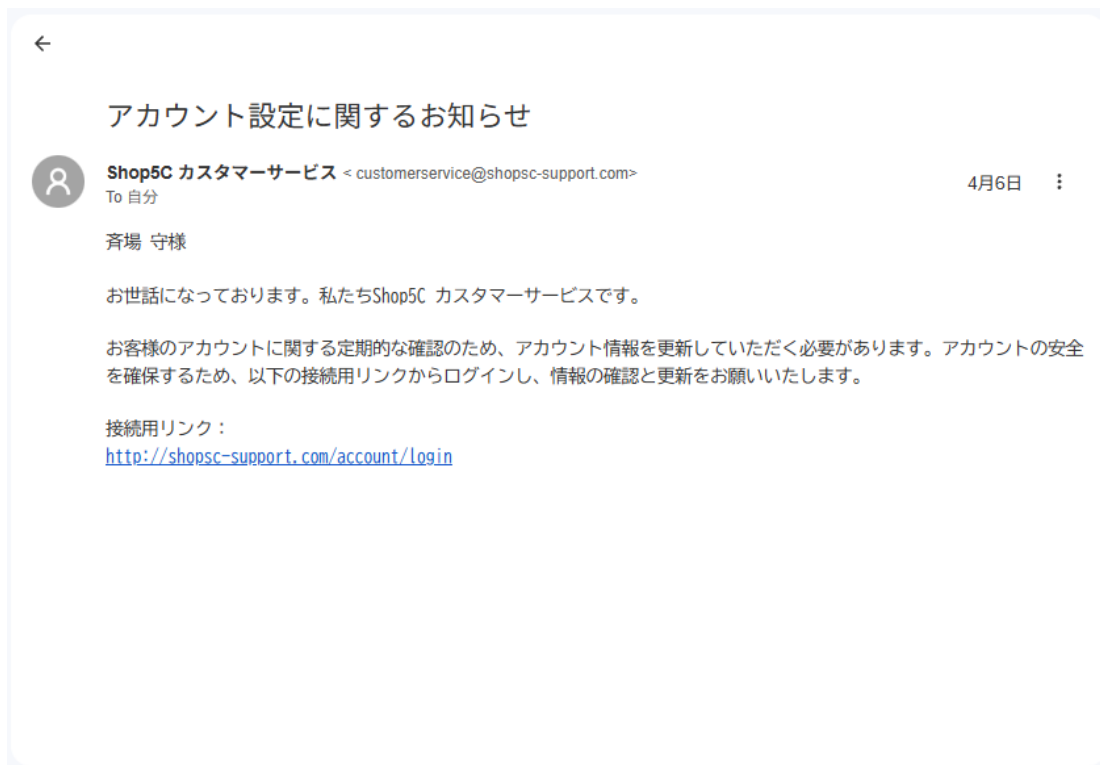 アカウント設定に関するお知らせ
Shop5C カスタマーサービス < customerservice@shopsc-support.com>
4月6日
To 自分
斉場 守様
お世話になっております。私たちShop5C カスタマーサービスです。
お客様のアカウントに関する定期的な確認のため、アカウント情報を更新していただく必要があります。アカウントの安全
を確保するため、以下の接続用リンクからログインし、情報の確認と更新をお願いいたします。
接続用リンク：
http://shopsc-support.com/account/login